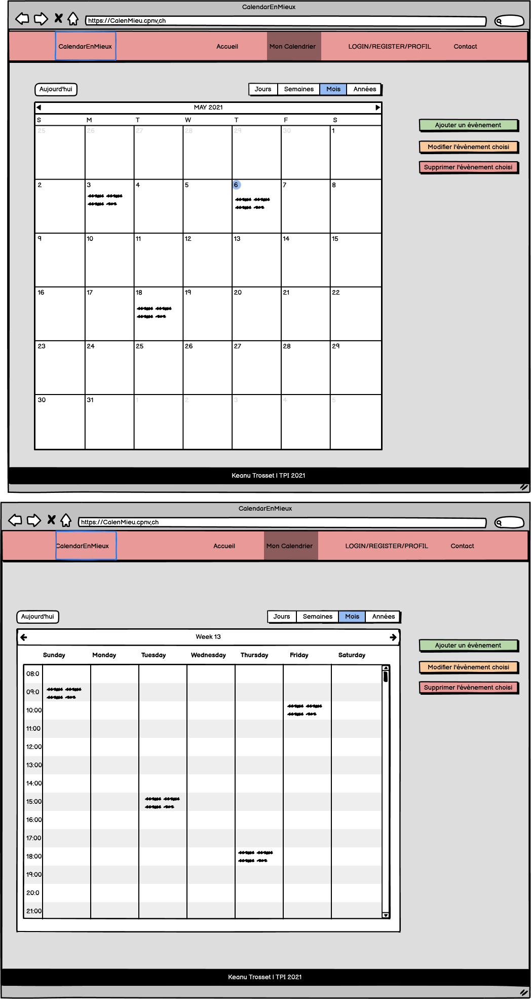 CalendarEnMieux
https://CalenMieu.cpnv,ch
CalendarEnMieux Accueil Mon Calendrier LOGIN/REGISTER/PROFIL Contact
Aujourd'hui Jours Semaines Mois Années
MAY 2021
S M T W T F S
25 26 27 28 29 30 1
Ajouter un évènement
Modifier l'évènement choisi
Supprimer l'évènement choisi
2 3 4 5 6 7 8
9 10 11 12 13 14 15
16 17 18 19 20 21 22
23 24 25 26 27 28 29
30 31 1 2 3 4 5
Keanu Trosset | TPI 2021
CalendarEnMieux
https://CalenMieu.cpnv,ch
CalendarEnMieux Accueil Mon Calendrier LOGIN/REGISTER/PROFIL Contact
Aujourd'hui Jours Semaines Mois Années
Week 13
Ajouter un évènement
Modifier l'évènement choisi
Supprimer l'évènement choisi
Sunday Monday Tuesday Wednesday Thursday Friday Saturday
08:0
09:0
10:00
11:00
12:00
13:00
14:00
15:00
16:00
17:00
18:00
19:00
20:0
21:00
Keanu Trosset | TPI 2021